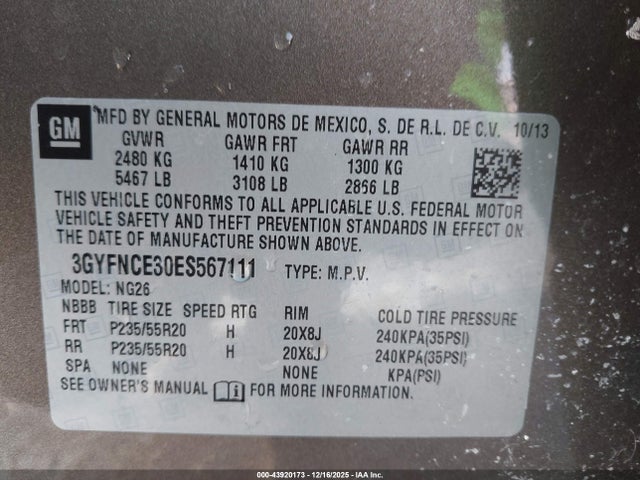 GM
MFD BY GENERAL MOTORS DE MEXICO, S. DE R.L. DE C.V. 10/13
GVWR GAWR FRT GAWR RR
2480 KG 1410 KG 1300 KG
5467 LB 3108 LB 2866 LB
THIS VEHICLE CONFORMS TO ALL APPLICABLE U.S. FEDERAL MOTOR
VEHICLE SAFETY AND THEFT PREVENTION STANDARDS IN EFFECT ON
THE DATE OF MANUFACTURE SHOWN ABOVE.
3GYFNCE30ES567111 TYPE: M.P.V.
MODEL: NG26
NBBB TIRE SIZE SPEED RTG RIM COLD TIRE PRESSURE
FRT P235/55R20 H 20X8J 240KPA(35PSI)
RR P235/55R20 H 20X8J 240KPA(35PSI)
SPA NONE NONE KPA(PSI)
SEE OWNER'S MANUAL FOR MORE INFORMATION.
000-43920173 | 12/16/2025 | IAA Inc.